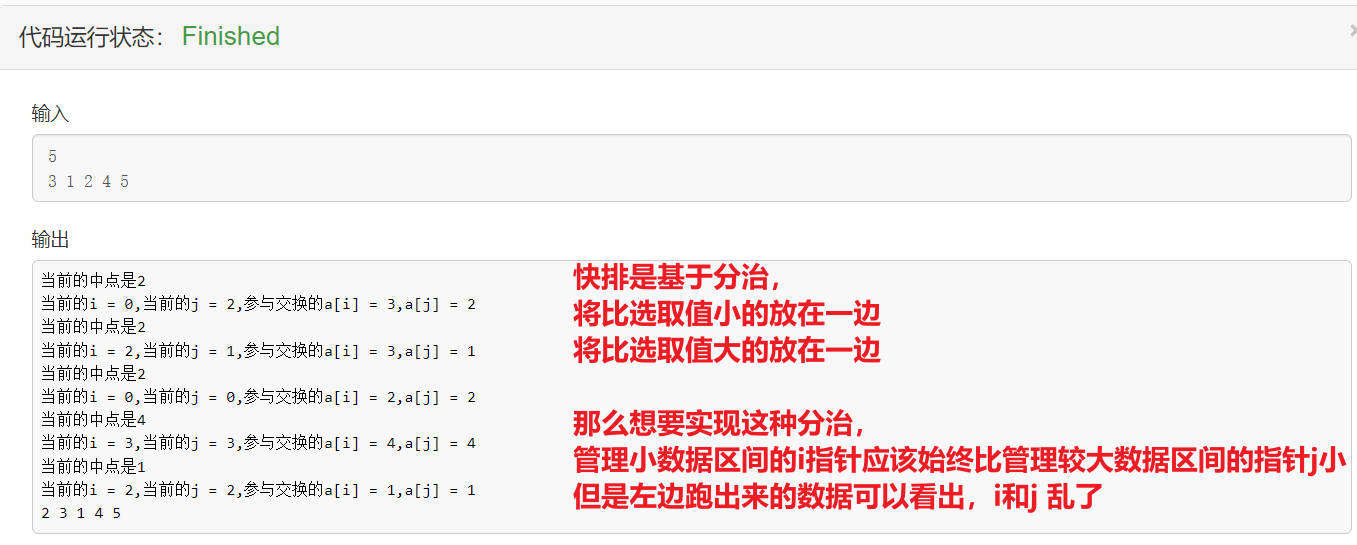 代码运行状态： Finished
×
输入
5
3 1 2 4 5
输出
当前的中点是2
当前的i = 0,当前的j = 2,参与交换的a[i] = 3,a[j] = 2
当前的中点是2
当前的i = 2,当前的j = 1,参与交换的a[i] = 3,a[j] = 1
当前的中点是2
当前的i = 0,当前的j = 0,参与交换的a[i] = 2,a[j] = 2
当前的中点是4
当前的i = 3,当前的j = 3,参与交换的a[i] = 4,a[j] = 4
当前的中点是1
当前的i = 2,当前的j = 2,参与交换的a[i] = 1,a[j] = 1
2 3 1 4 5
快排是基于分治，
将比选取值小的放在一边
将比选取值大的放在一边
那么想要实现这种分治，
管理小数据区间的i指针应该始终比管理较大数据区间的指针j小
但是左边跑出来的数据可以看出，i和j 乱了